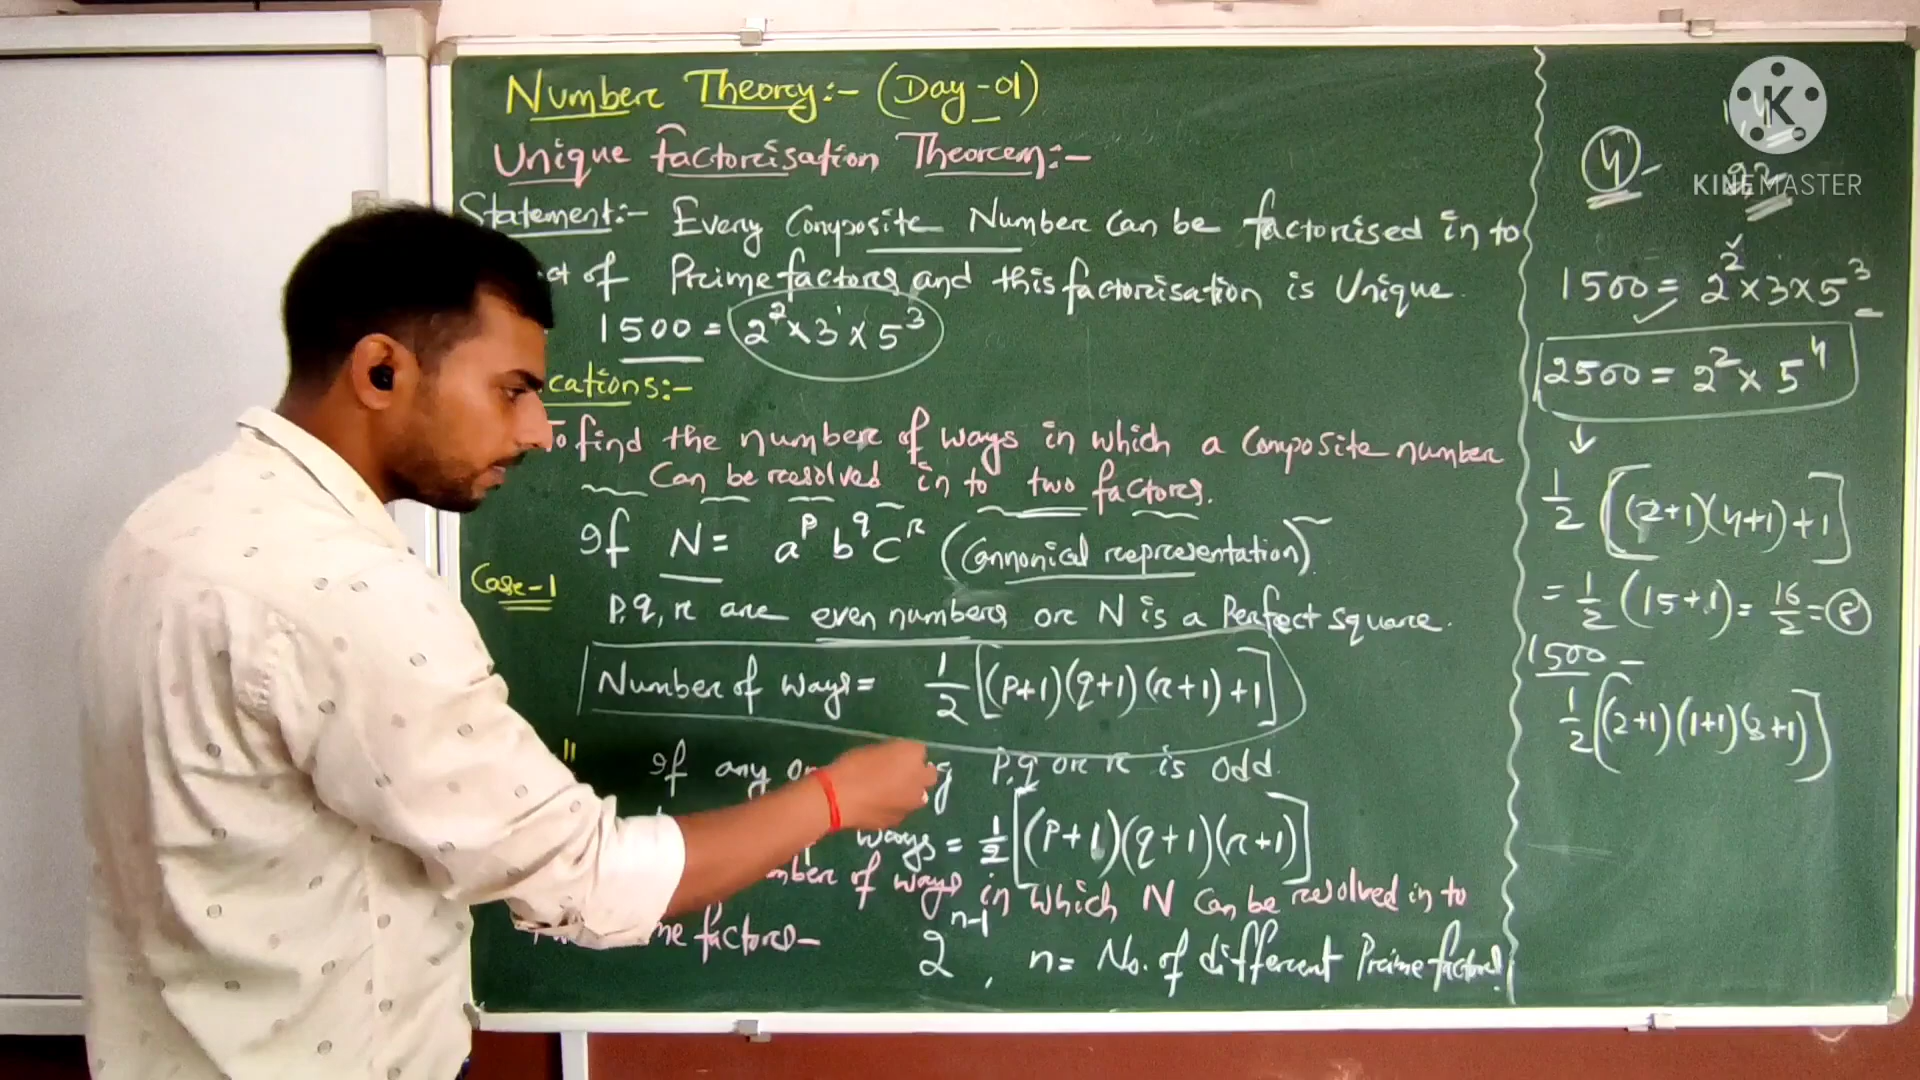 Number Theory:- (Day-01)
Unique factorisation Theorem:-
Statement:- Every Composite Number can be factorised in to
of Prime factors and this factorisation is Unique.
1500 = 2² × 3¹ × 5³
find the number of ways in which a composite number
Can be resolved in to two factors.
If N = a^p b^q c^r (Cannonical representation)
Case-1
P, q, r are even numbers or N is a Perfect square.
Number of ways = 1/2 [(P+1)(q+1)(r+1)+1]
If any P, q or r is odd.
ways = 1/2 [(P+1)(q+1)(r+1)]
of ways in which N can be resolved in to
factors-
2^(n-1), n = No. of different Prime factors.
4
K
KINEMASTER
1500 = 2² × 3 × 5³
2500 = 2² × 5⁴
1/2 [(2+1)(4+1)+1]
= 1/2 (15+1) = 16/2 = 8
1500 -
1/2 [(2+1)(1+1)(3+1)]